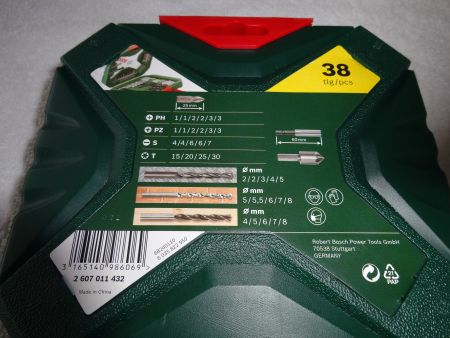 38
tlg/pcs
25 mm
PH 1/1/2/2/3/3
PZ 1/1/2/2/3/3
S 4/4/6/6/7
T 15/20/25/30
60 mm
Ø mm
2/2/3/4/5
Ø mm
5/5,5/6/7/8
Ø mm
4/5/6/7/8
3 165140 986069 >
2 607 011 432
Made in China
Robert Bosch Power Tools GmbH
70538 Stuttgart
GERMANY
21
PAP